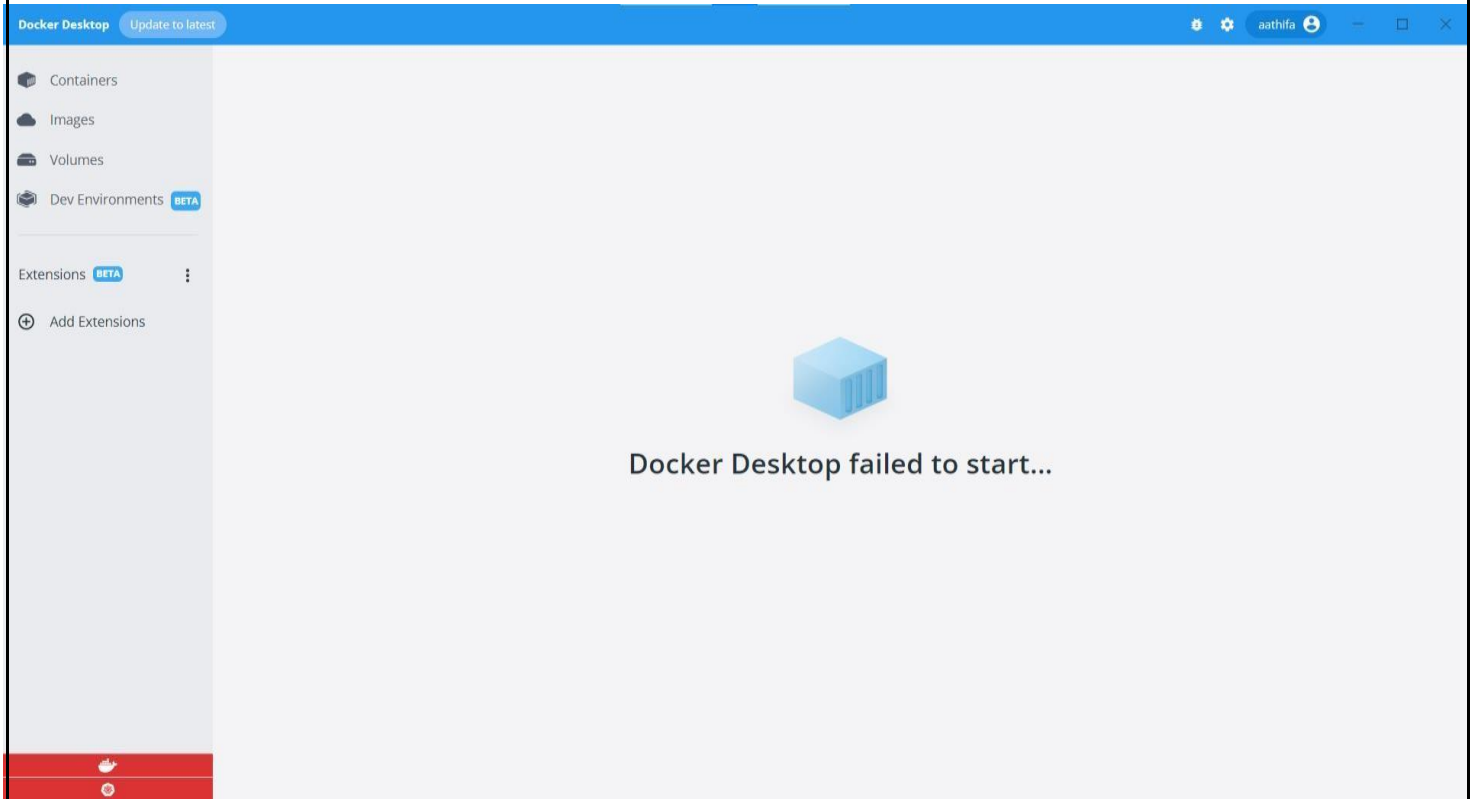 Docker Desktop Update to latest aathifa
Containers
Images
Volumes
Dev Environments BETA
Extensions BETA
Add Extensions
Docker Desktop failed to start...